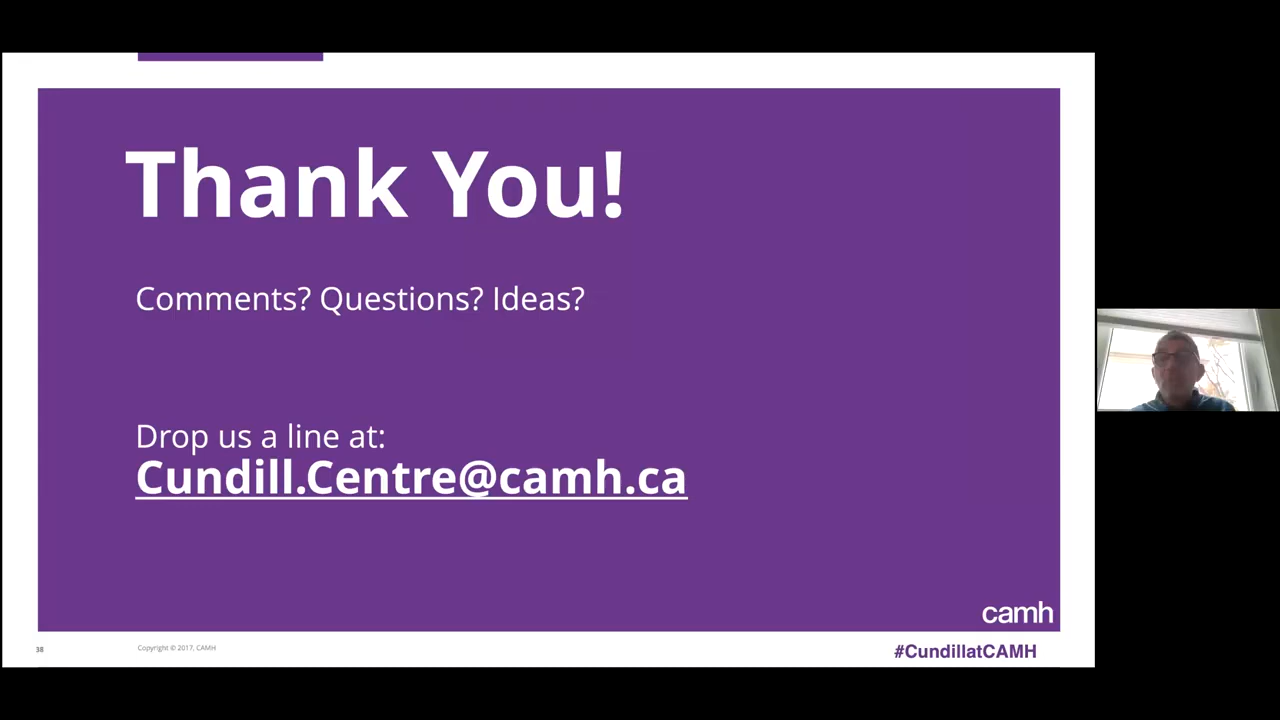 Thank You!
Comments? Questions? Ideas?
Drop us a line at:
Cundill.Centre@camh.ca
camh
38
Copyright © 2017, CAMH
#CundillatCAMH